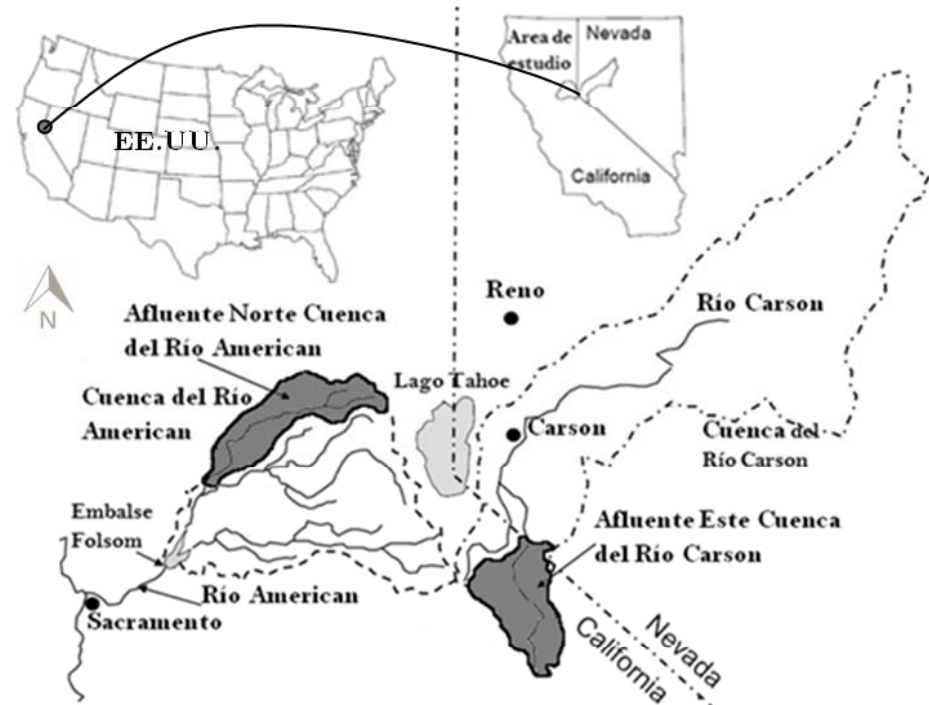 Area de
estudio
Nevada
EE.UU.
California
N
Reno
Río Carson
Afluente Norte Cuenca
del Río American
Lago Tahoe
Cuenca del Río
American
Carson
Cuenca del
Río Carson
Embalse
Folsom
Afluente Este Cuenca
del Río Carson
Río American
Sacramento
Nevada
California